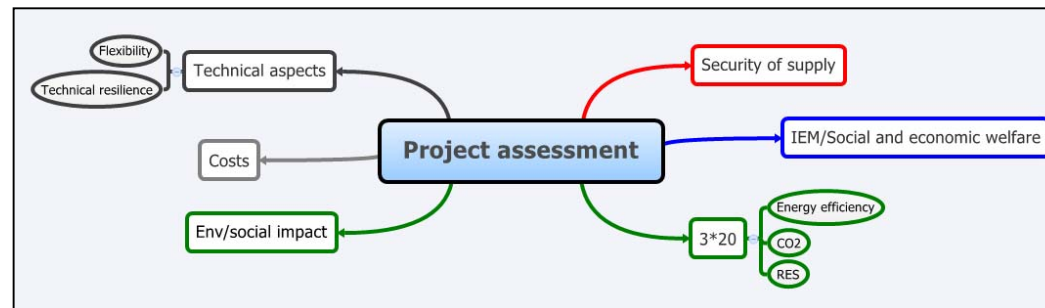 Flexibility
Technical resilience
Technical aspects
Costs
Env/social impact
Project assessment
Security of supply
IEM/Social and economic welfare
3*20
Energy efficiency
CO2
RES